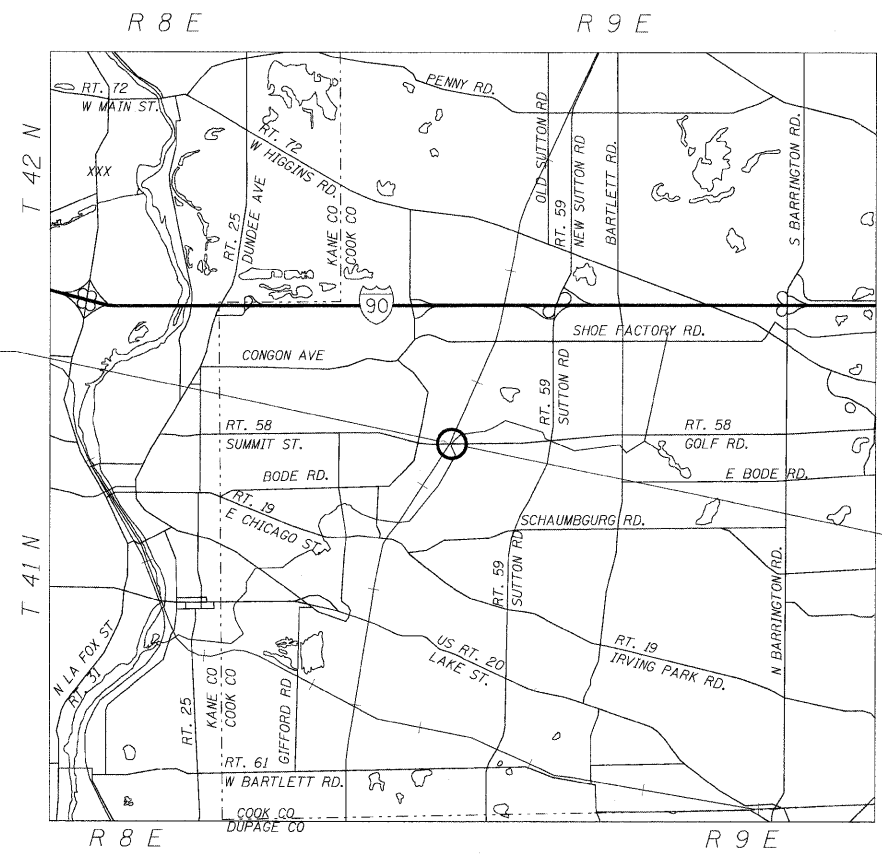 R 8 E
R 9 E
T 42 N
T 41 N
RT. 72
W MAIN ST.
XXX
RT. 72
W HIGGINS RD.
RT. 25
DUNDEE AVE
KANE CO
COOK CO
PENNY RD.
OLD SUTTON RD
RT. 59
NEW SUTTON RD
BARTLETT RD.
S BARRINGTON RD.
90
SHOE FACTORY RD.
CONGON AVE
RT. 59
SUTTON RD
RT. 58
SUMMIT ST.
RT. 58
GOLF RD.
BODE RD.
E BODE RD.
RT. 19
E CHICAGO ST.
SCHAUMBGURG RD.
RT. 59
SUTTON RD
N BARRINGTON RD.
N LA FOX ST
RT. 31
RT. 25
KANE CO
COOK CO
GIFFORD RD
US RT. 20
LAKE ST.
RT. 19
IRVING PARK RD.
RT. 61
W BARTLETT RD.
COOK CO
DUPAGE CO
R 8 E
R 9 E